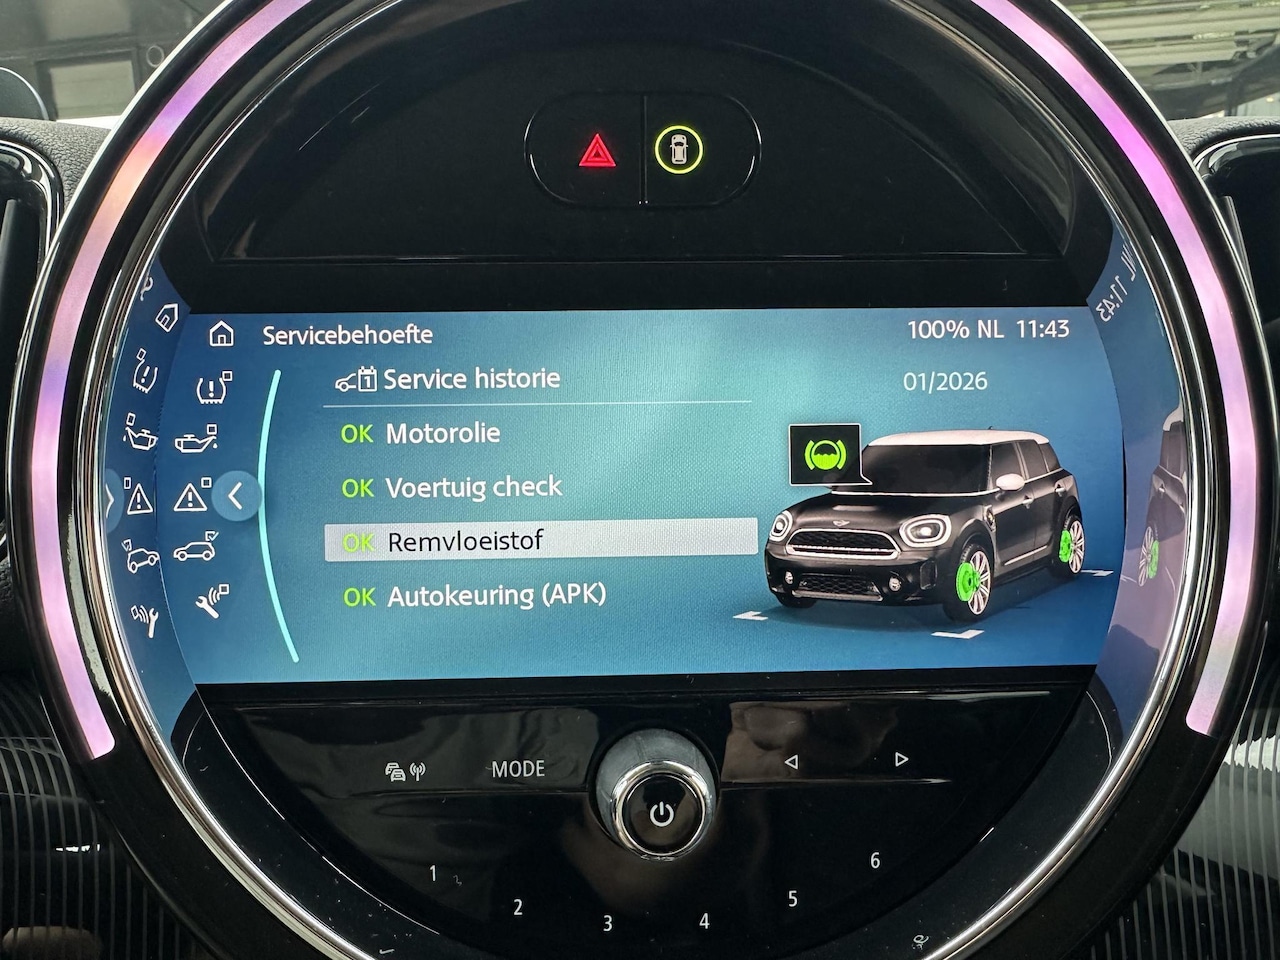 Servicebehoefte
100% NL 11:43
Service historie
01/2026
OK Motorolie
OK Voertuig check
OK Remvloeistof
OK Autokeuring (APK)
MODE
1
2
3
4
5
6